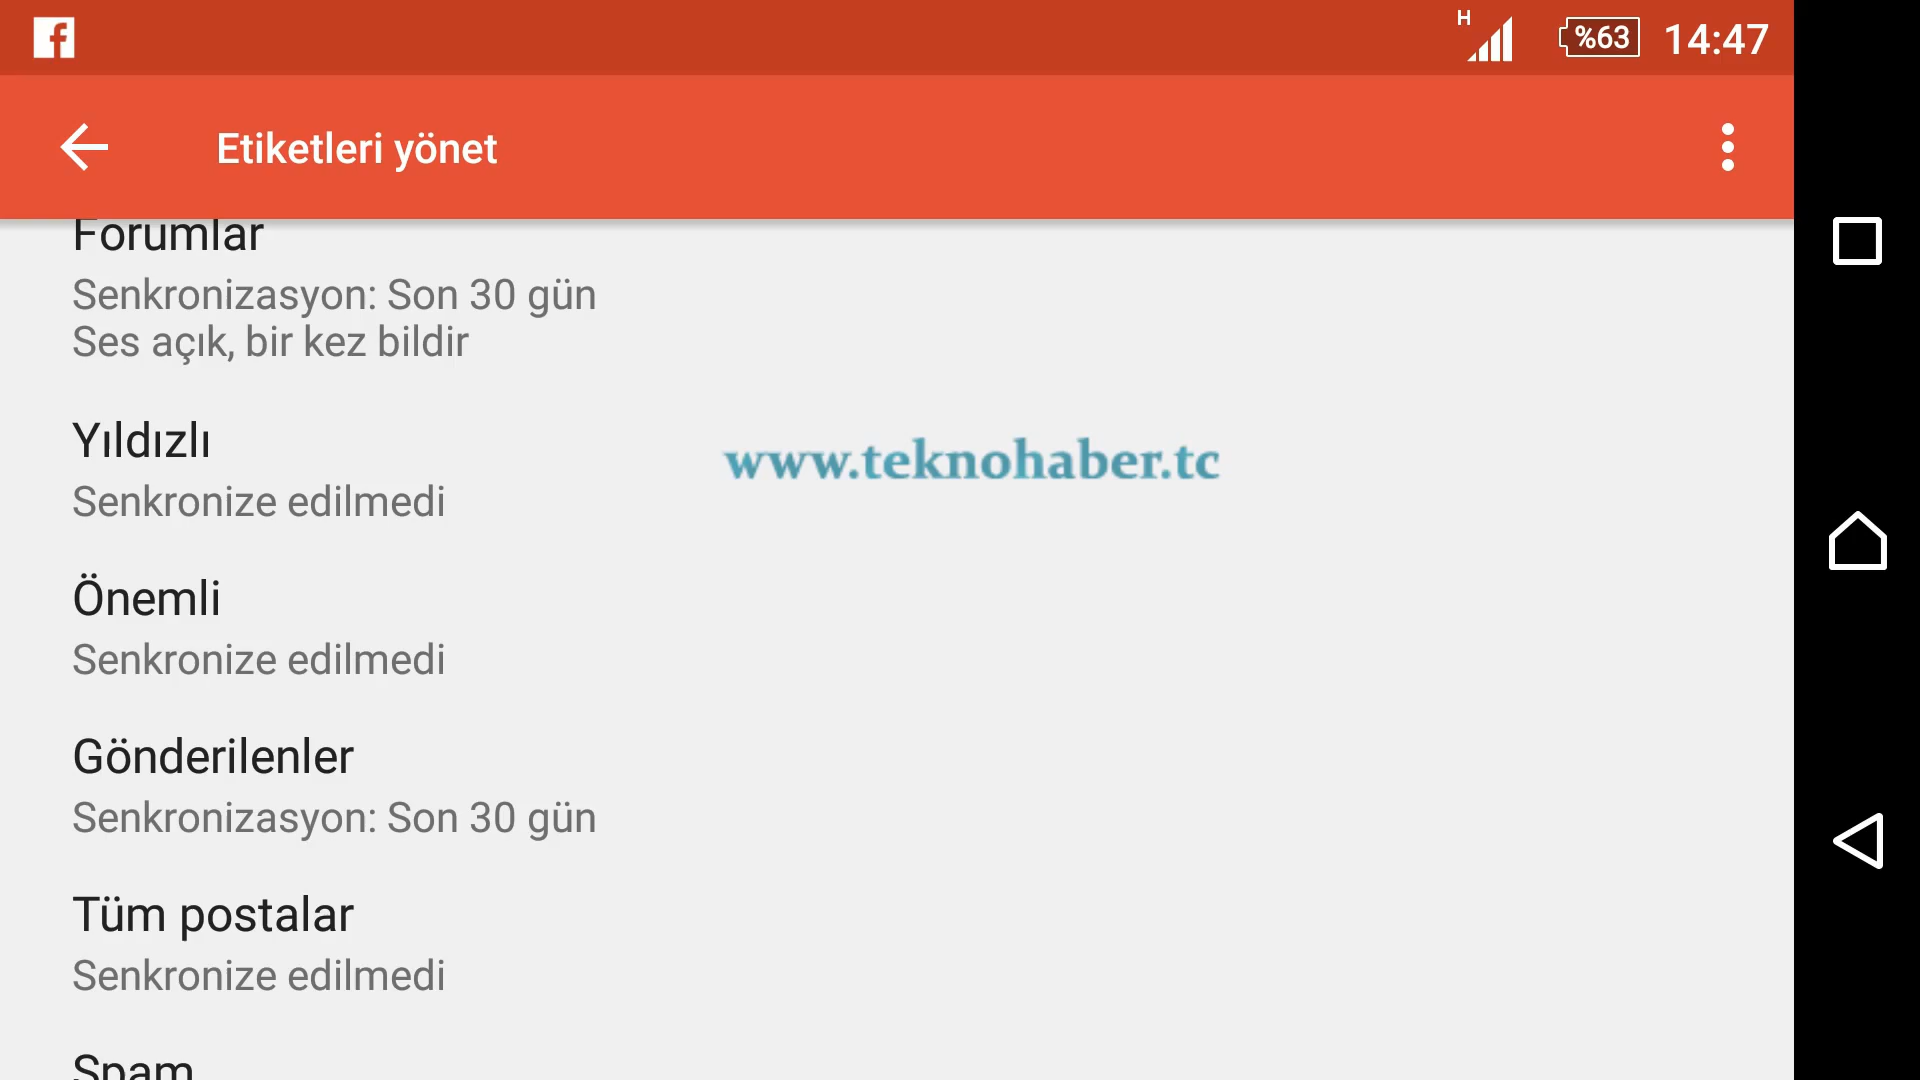 H
%63
14:47
Etiketleri yönet
Forumlar
Senkronizasyon: Son 30 gün
Ses açık, bir kez bildir
Yıldızlı
www.teknohaber.tc
Senkronize edilmedi
Önemli
Senkronize edilmedi
Gönderilenler
Senkronizasyon: Son 30 gün
Tüm postalar
Senkronize edilmedi
Spam